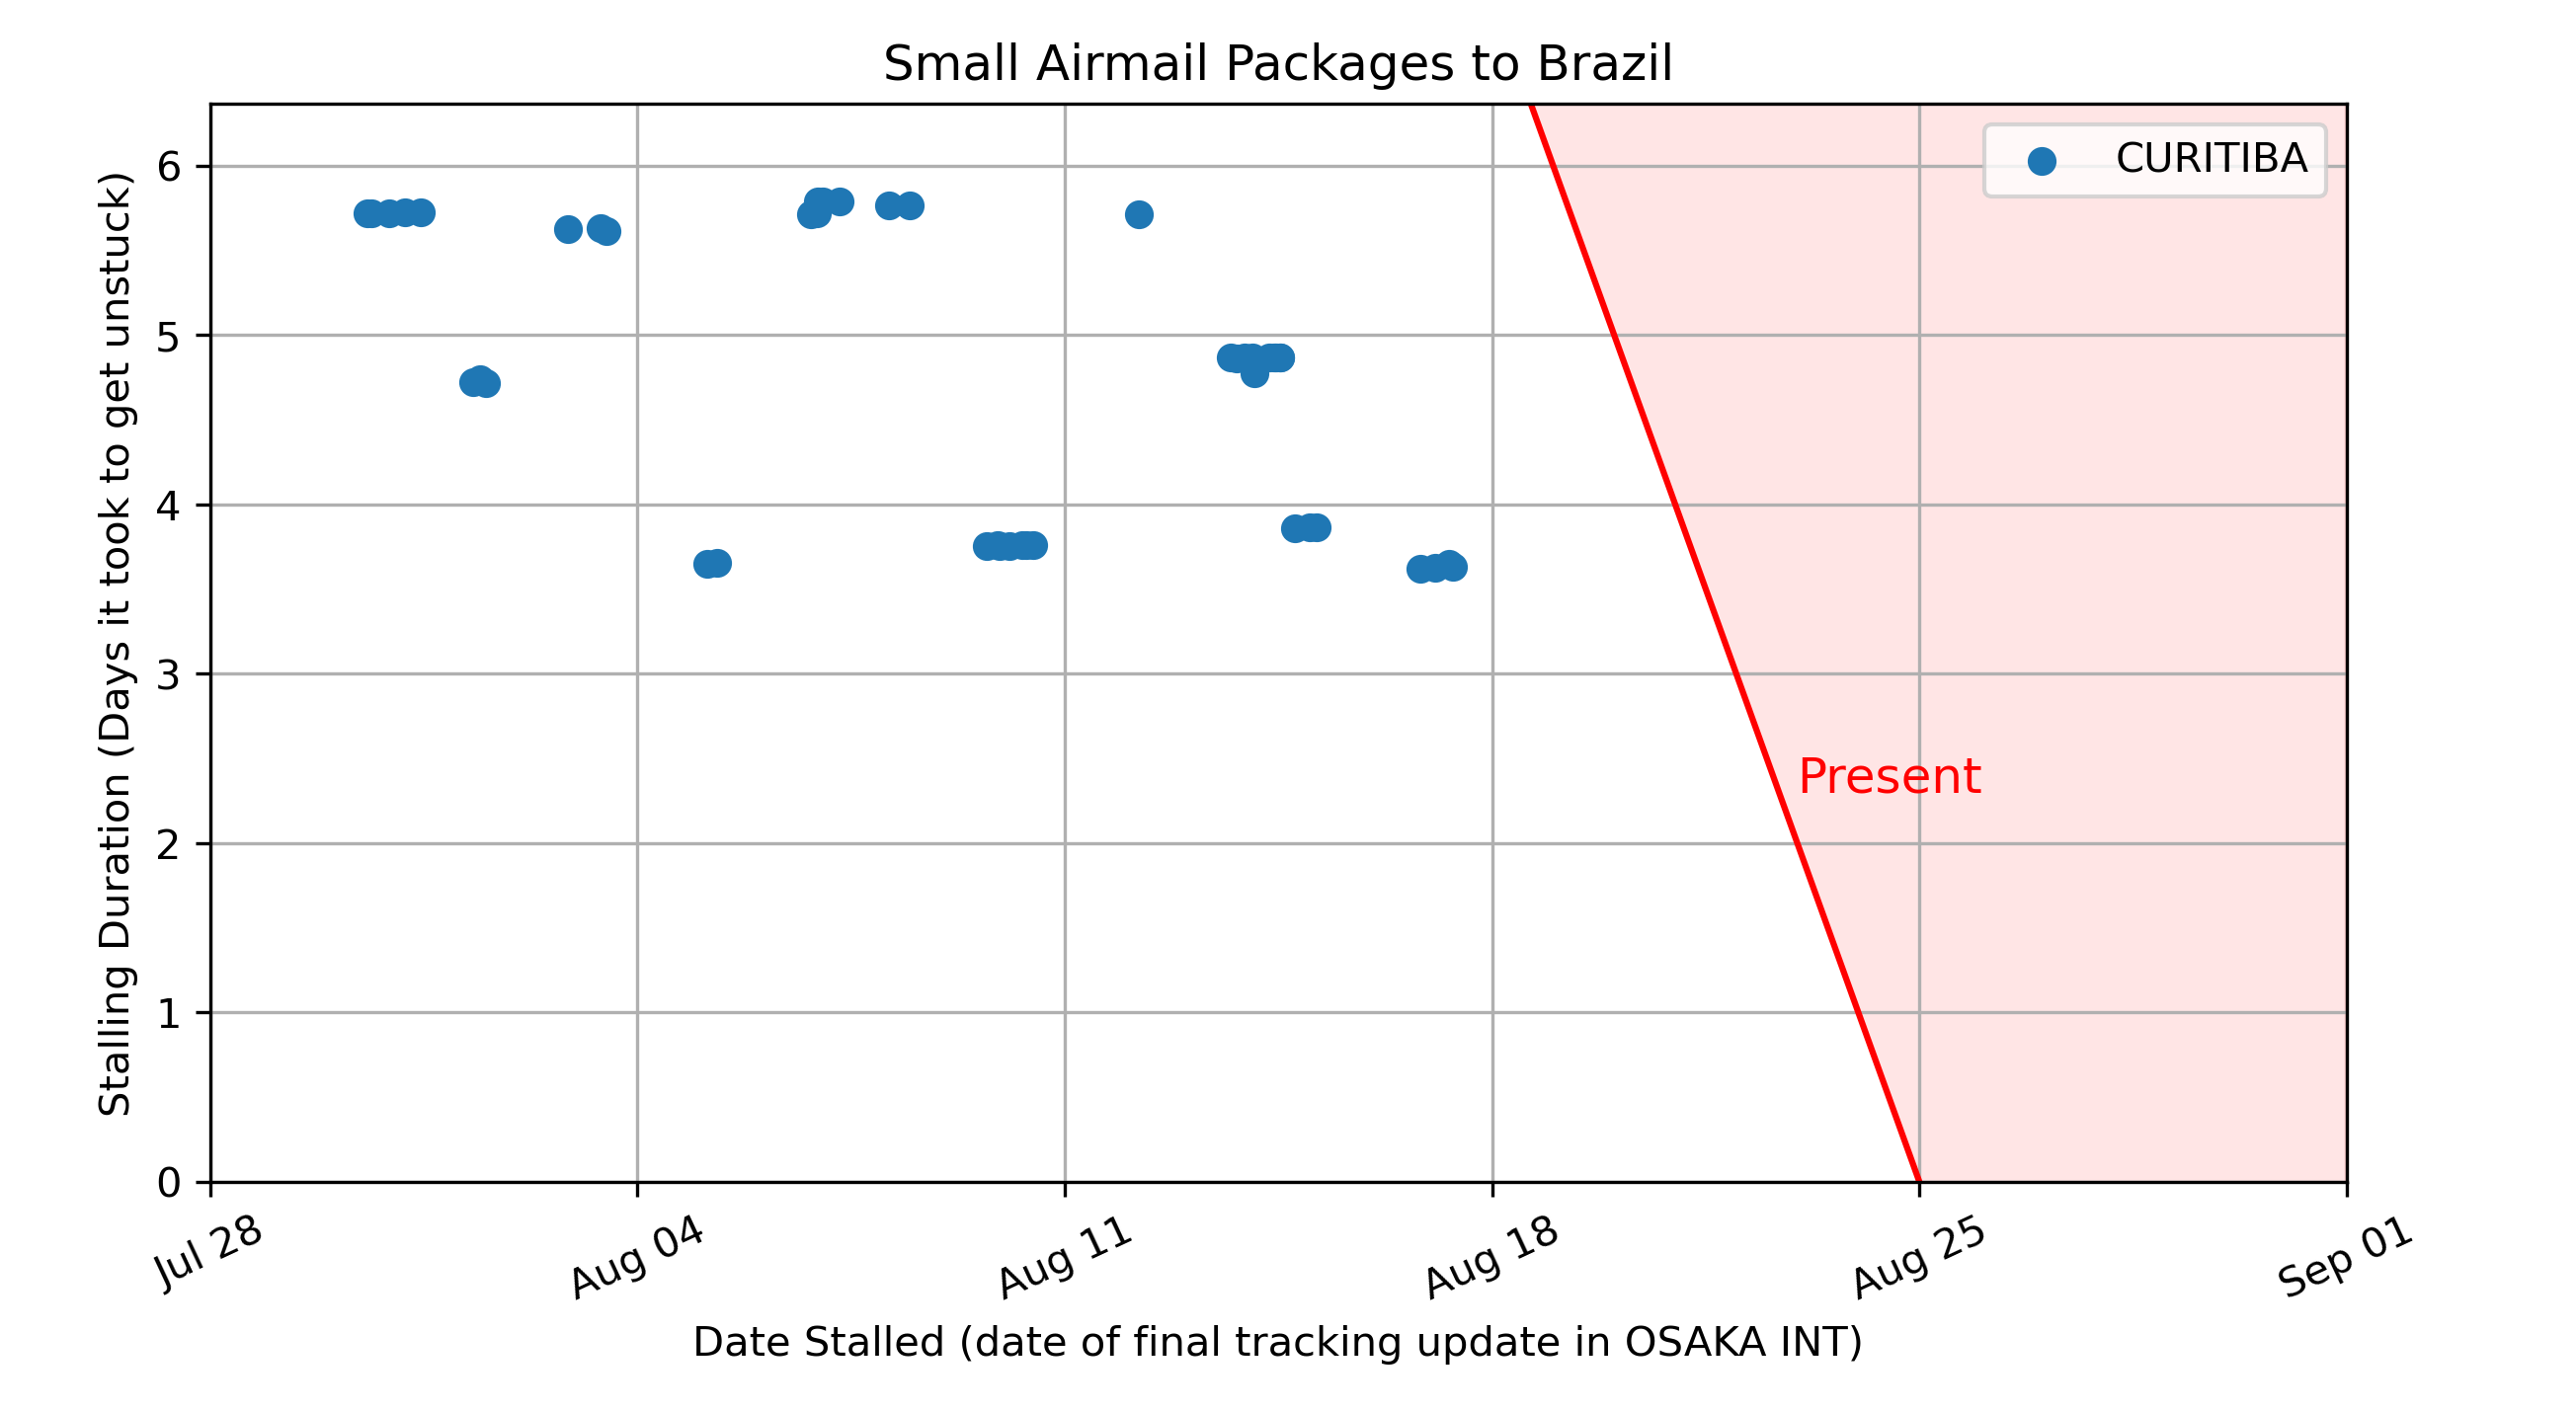 Small Airmail Packages to Brazil
CURITIBA
Stalling Duration (Days it took to get unstuck)
6
5
4
3
2
1
0
Present
Jul 28
Aug 04
Aug 11
Aug 18
Aug 25
Sep 01
Date Stalled (date of final tracking update in OSAKA INT)